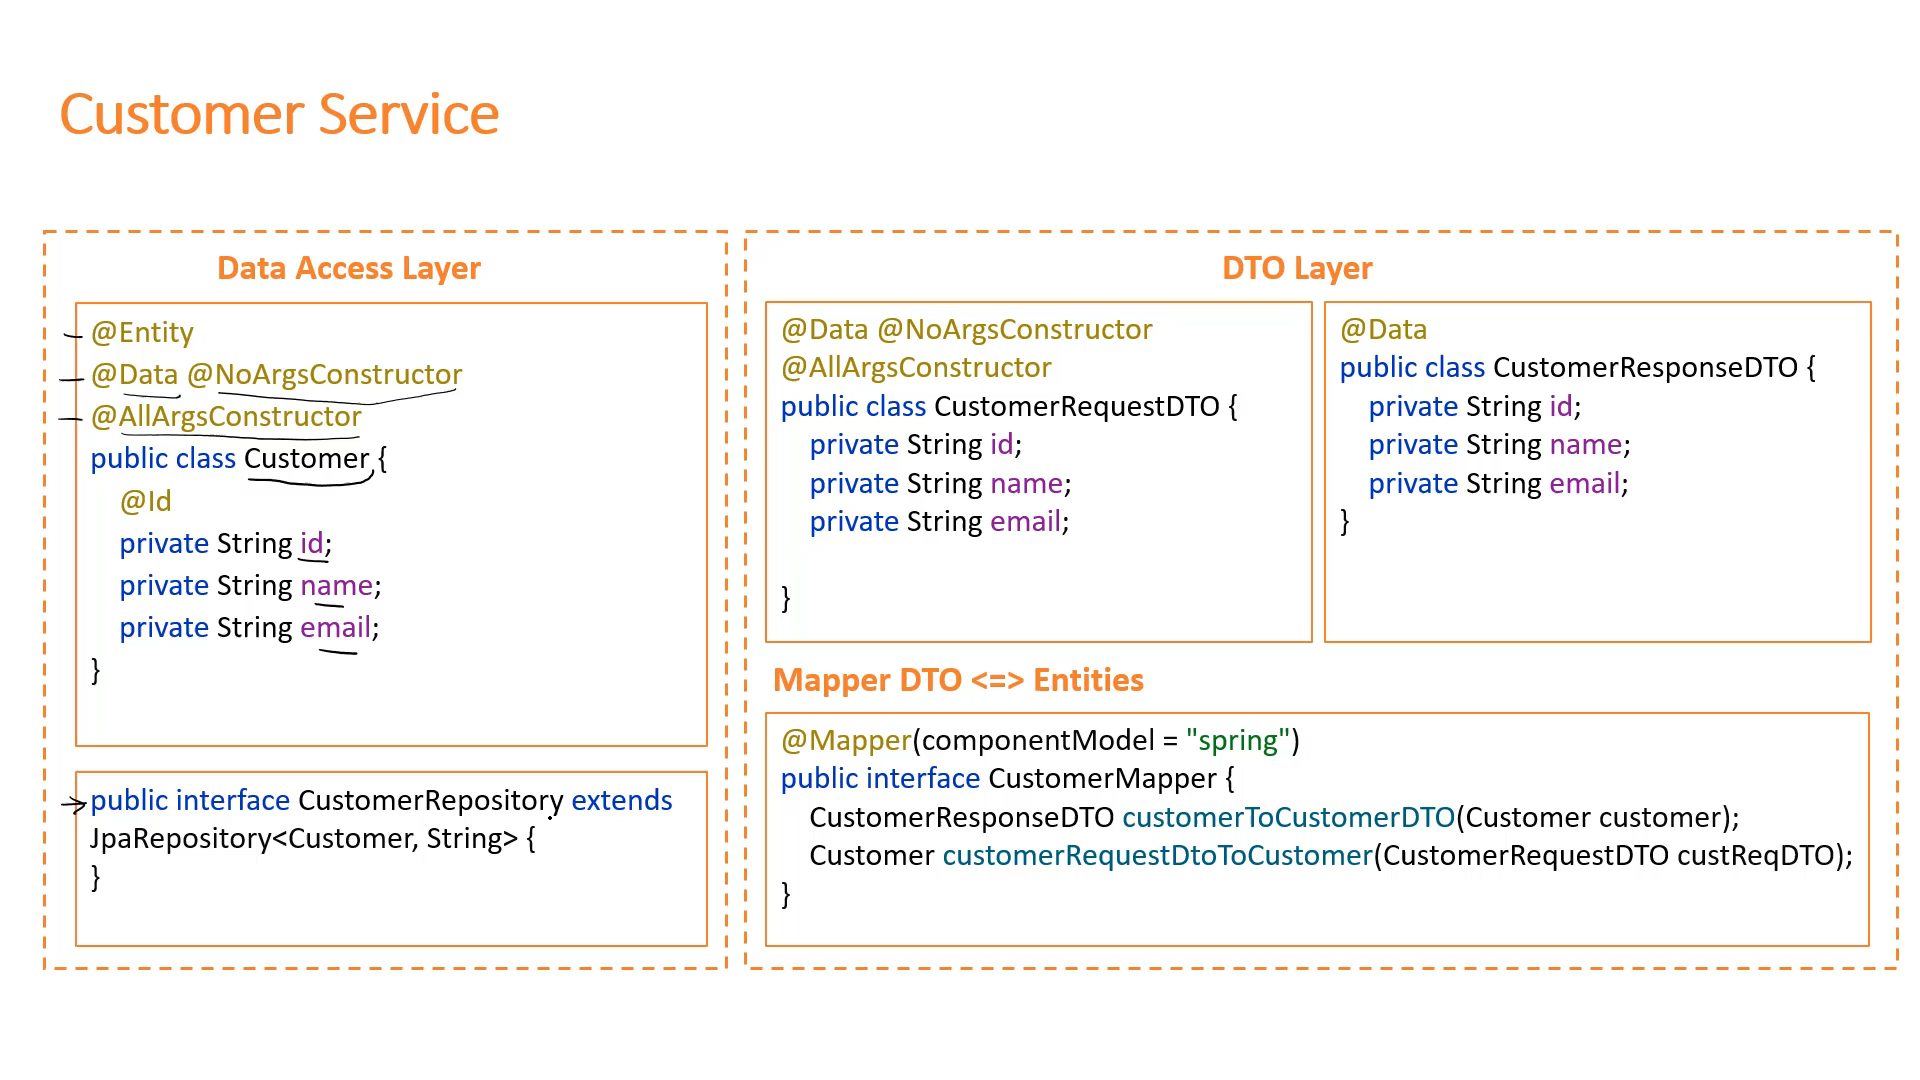 Customer Service
Data Access Layer
@Entity
@Data @NoArgsConstructor
@AllArgsConstructor
public class Customer {
@Id
private String id;
private String name;
private String email;
}
public interface CustomerRepository extends
JpaRepository<Customer, String> {
}
DTO Layer
@Data @NoArgsConstructor
@AllArgsConstructor
public class CustomerRequestDTO {
private String id;
private String name;
private String email;
}
@Data
public class CustomerResponseDTO {
private String id;
private String name;
private String email;
}
Mapper DTO <=> Entities
@Mapper(componentModel = "spring")
public interface CustomerMapper {
CustomerResponseDTO customerToCustomerDTO(Customer customer);
Customer customerRequestDtoToCustomer(CustomerRequestDTO custReqDTO);
}